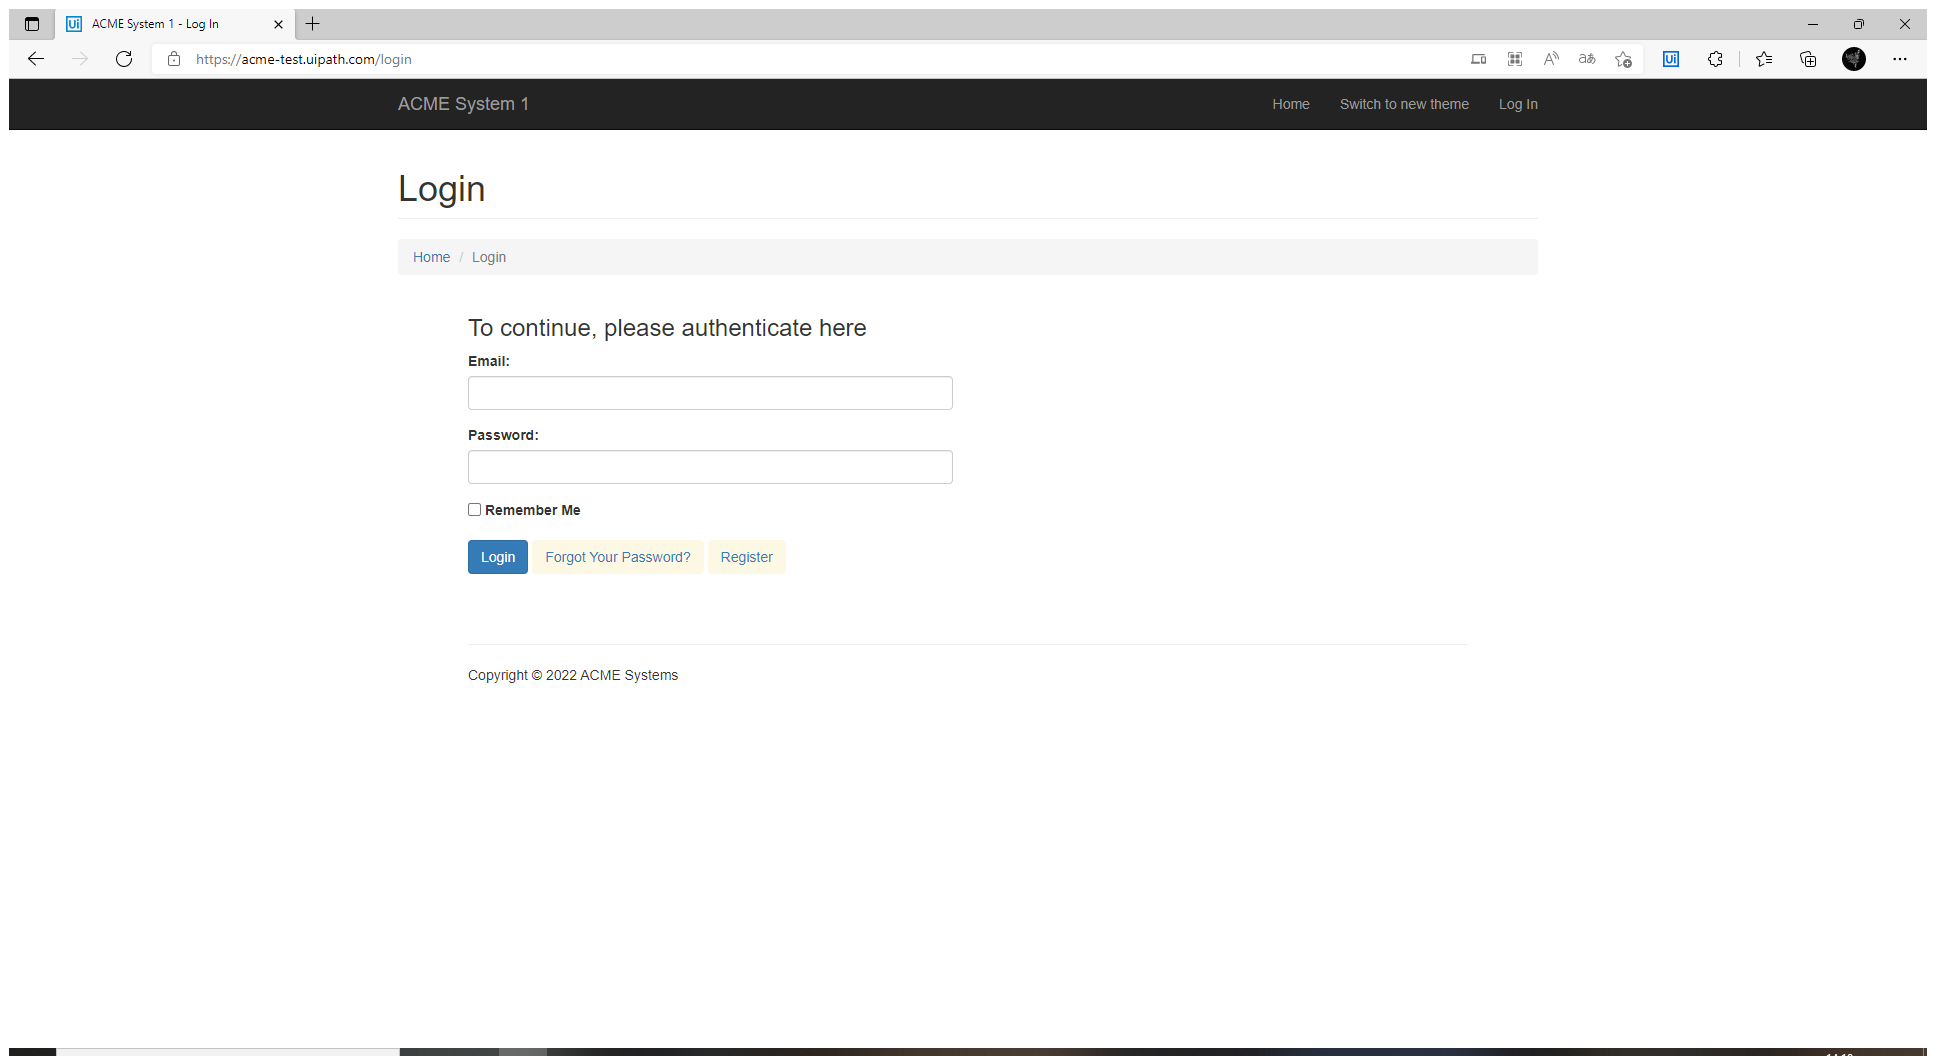 ACME System 1 - Log In
https://acme-test.uipath.com/login
ACME System 1 Home Switch to new theme Log In
Login
Home / Login
To continue, please authenticate here
Email:
Password:
Remember Me
Login Forgot Your Password? Register
Copyright © 2022 ACME Systems